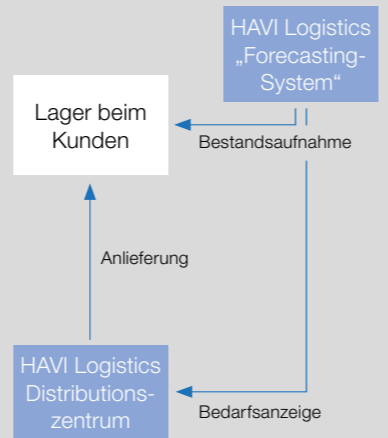 HAVI Logistics
„Forecasting-
System“
Lager beim
Kunden
Bestandsaufnahme
Anlieferung
HAVI Logistics
Distributions-
zentrum
Bedarfsanzeige